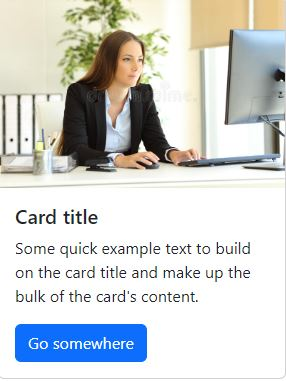 Card title
Some quick example text to build
on the card title and make up the
bulk of the card's content.
Go somewhere